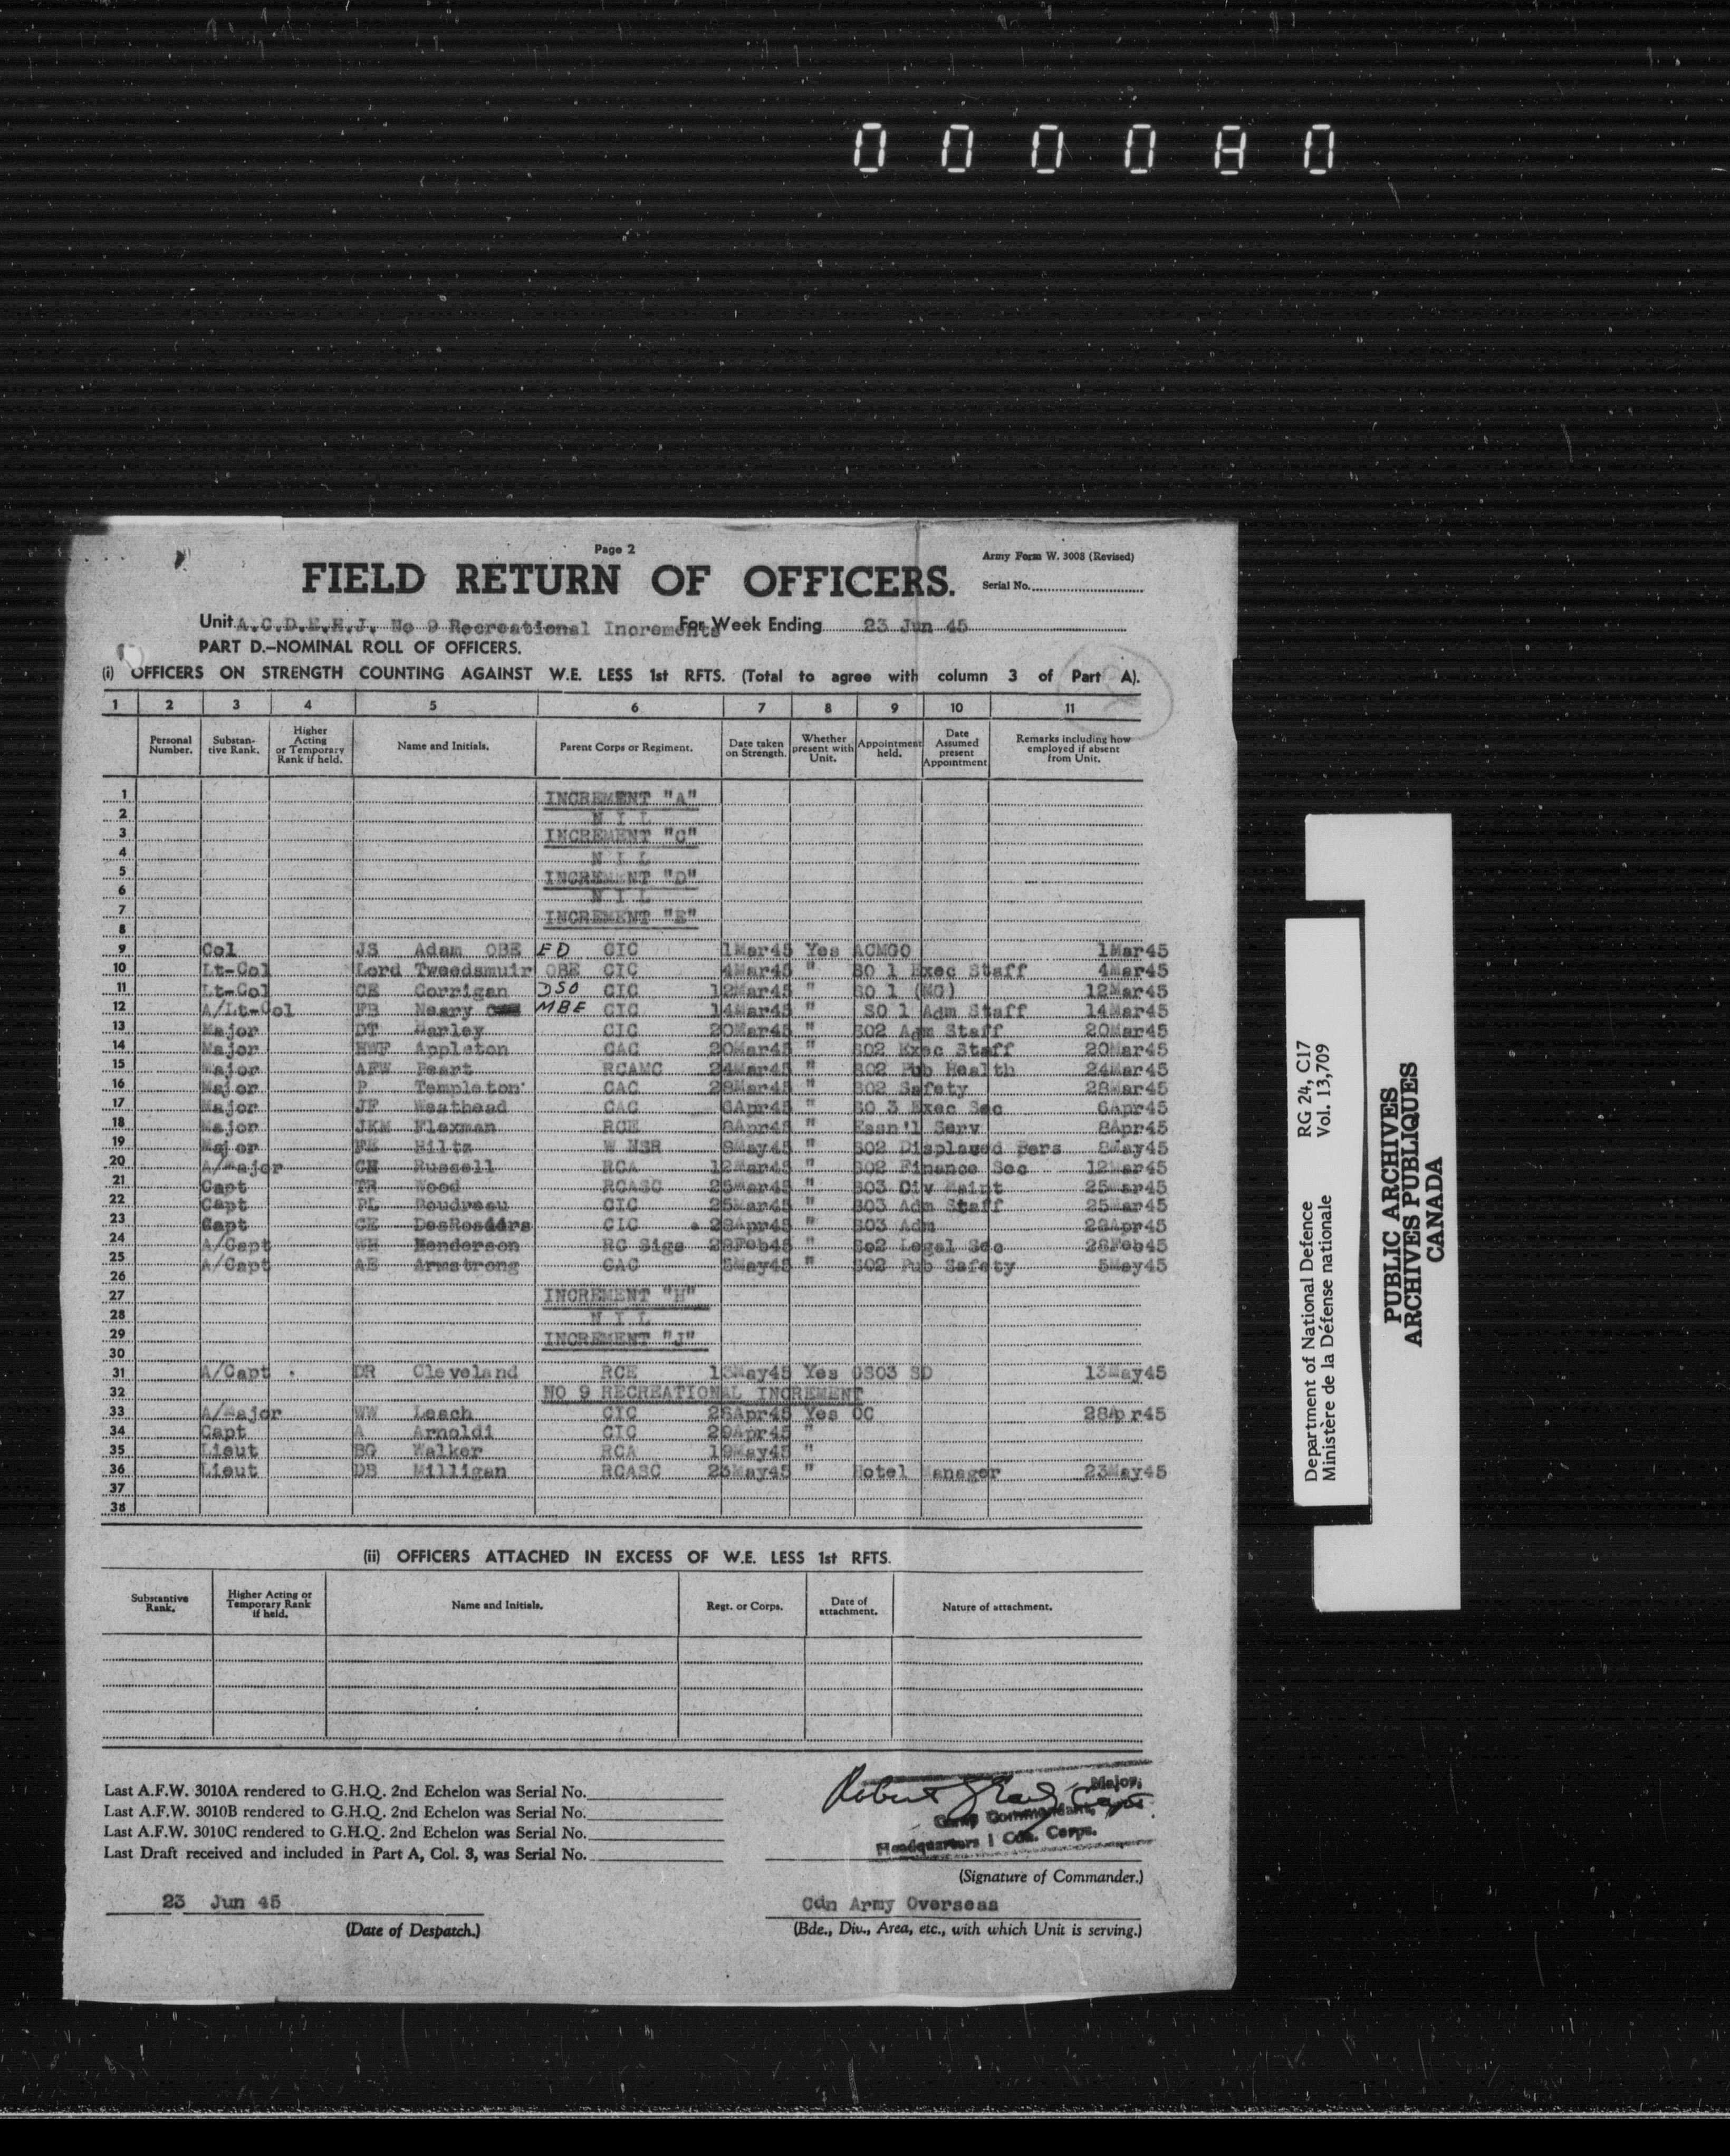 000080
Page 2
Army Form W. 3008 (Revised)
FIELD RETURN OF OFFICERS.
Serial No.
Unit A.C.D.E.H.J. No 9 Recreational Increments For Week Ending 23 Jun 45
PART D.—NOMINAL ROLL OF OFFICERS.
(i) OFFICERS ON STRENGTH COUNTING AGAINST W.E. LESS 1st RFTS. (Total to agree with column 3 of Part A).
1 2 3 4 5 6 7 8 9 10 11
Personal Number. Substantive Rank. Higher Acting or Temporary Rank if held. Name and Initials. Parent Corps or Regiment. Date taken on Strength. Whether present with Unit. Appointment held. Date Assumed present Appointment Remarks including how employed if absent from Unit.
1 INCREMENT "A"
2 N I L
3 INCREMENT "C"
4 N I L
5 INCREMENT "D"
6 N I L
7 INCREMENT "E"
8
9 Col JS Adam OBE ED CIC 1Mar45 Yes ACMGO 1Mar45
10 Lt-Col Lord Tweedsmuir OBE CIC 4Mar45 " SO 1 Exec Staff 4Mar45
11 Lt-Col CE Corrigan DSO CIC 12Mar45 " SO 1 (MG) 12Mar45
12 A/Lt-Col FB Neary MBE CIC 14Mar45 " SO 1 Adm Staff 14Mar45
13 Major DT Marley CIC 20Mar45 " SO2 Adm Staff 20Mar45
14 Major HWF Appleton CAC 20Mar45 " SO2 Exec Staff 20Mar45
15 Major AFW Peart RCAMC 24Mar45 " SO2 Pub Health 24Mar45
16 Major P Templeton CAC 28Mar45 " SO2 Safety 28Mar45
17 Major JF Westhead CAC 6Apr45 " SO 3 Exec Sec 6Apr45
18 Major JKM Flexman RCE 8Apr45 " Essn'l Serv 8Apr45
19 Major FE Hiltz W NSR 8May45 " SO2 Displaced Pers 8May45
20 A/Major Russell RCA 12Mar45 " SO2 Finance Sec 12Mar45
21 Capt TR Wood RCASC 25Mar45 " SO3 Civ Maint 25Mar45
22 Capt PL Boudreau CIC 25Mar45 " SO3 Adm Staff 25Mar45
23 Capt CE CIC 28Apr45 " SO3 Adm 28Apr45
24 A/Capt WH Henderson RC Sigs 28Feb45 " So2 Legal Sec 28Feb45
25 A/Capt AE Armstrong CAC 5May45 " SO2 Pub Safety 5May45
26
27 INCREMENT "H"
28 N I L
29 INCREMENT "J"
30
31 A/Capt DR Cleveland RCE 13May45 Yes GSO3 SD 13May45
32 NO 9 RECREATIONAL INCREMENT
33 A/Major WW Leach CIC 28Apr45 Yes OC 28Apr45
34 Capt A Arnoldi CIC 29Apr45 "
35 Lieut BG Walker RCA 19May45 "
36 Lieut DB Milligan RCASC 23May45 " Hotel Manager 23May45
37
38
(ii) OFFICERS ATTACHED IN EXCESS OF W.E. LESS 1st RFTS.
Substantive Rank. Higher Acting or Temporary Rank if held. Name and Initials. Regt. or Corps. Date of attachment. Nature of attachment.
Last A.F.W. 3010A rendered to G.H.Q. 2nd Echelon was Serial No.
Last A.F.W. 3010B rendered to G.H.Q. 2nd Echelon was Serial No.
Last A.F.W. 3010C rendered to G.H.Q. 2nd Echelon was Serial No.
Last Draft received and included in Part A, Col. 3, was Serial No.
Robert Capt
Major,
Camp Commandant,
Headquarters 1 Cdn. Corps.
(Signature of Commander.)
23 Jun 45
Cdn Army Overseas
(Date of Despatch.)
(Bde., Div., Area, etc., with which Unit is serving.)
Department of National Defence RG 24, C17
Ministère de la Défense nationale Vol. 13,709
PUBLIC ARCHIVES
ARCHIVES PUBLIQUES
CANADA